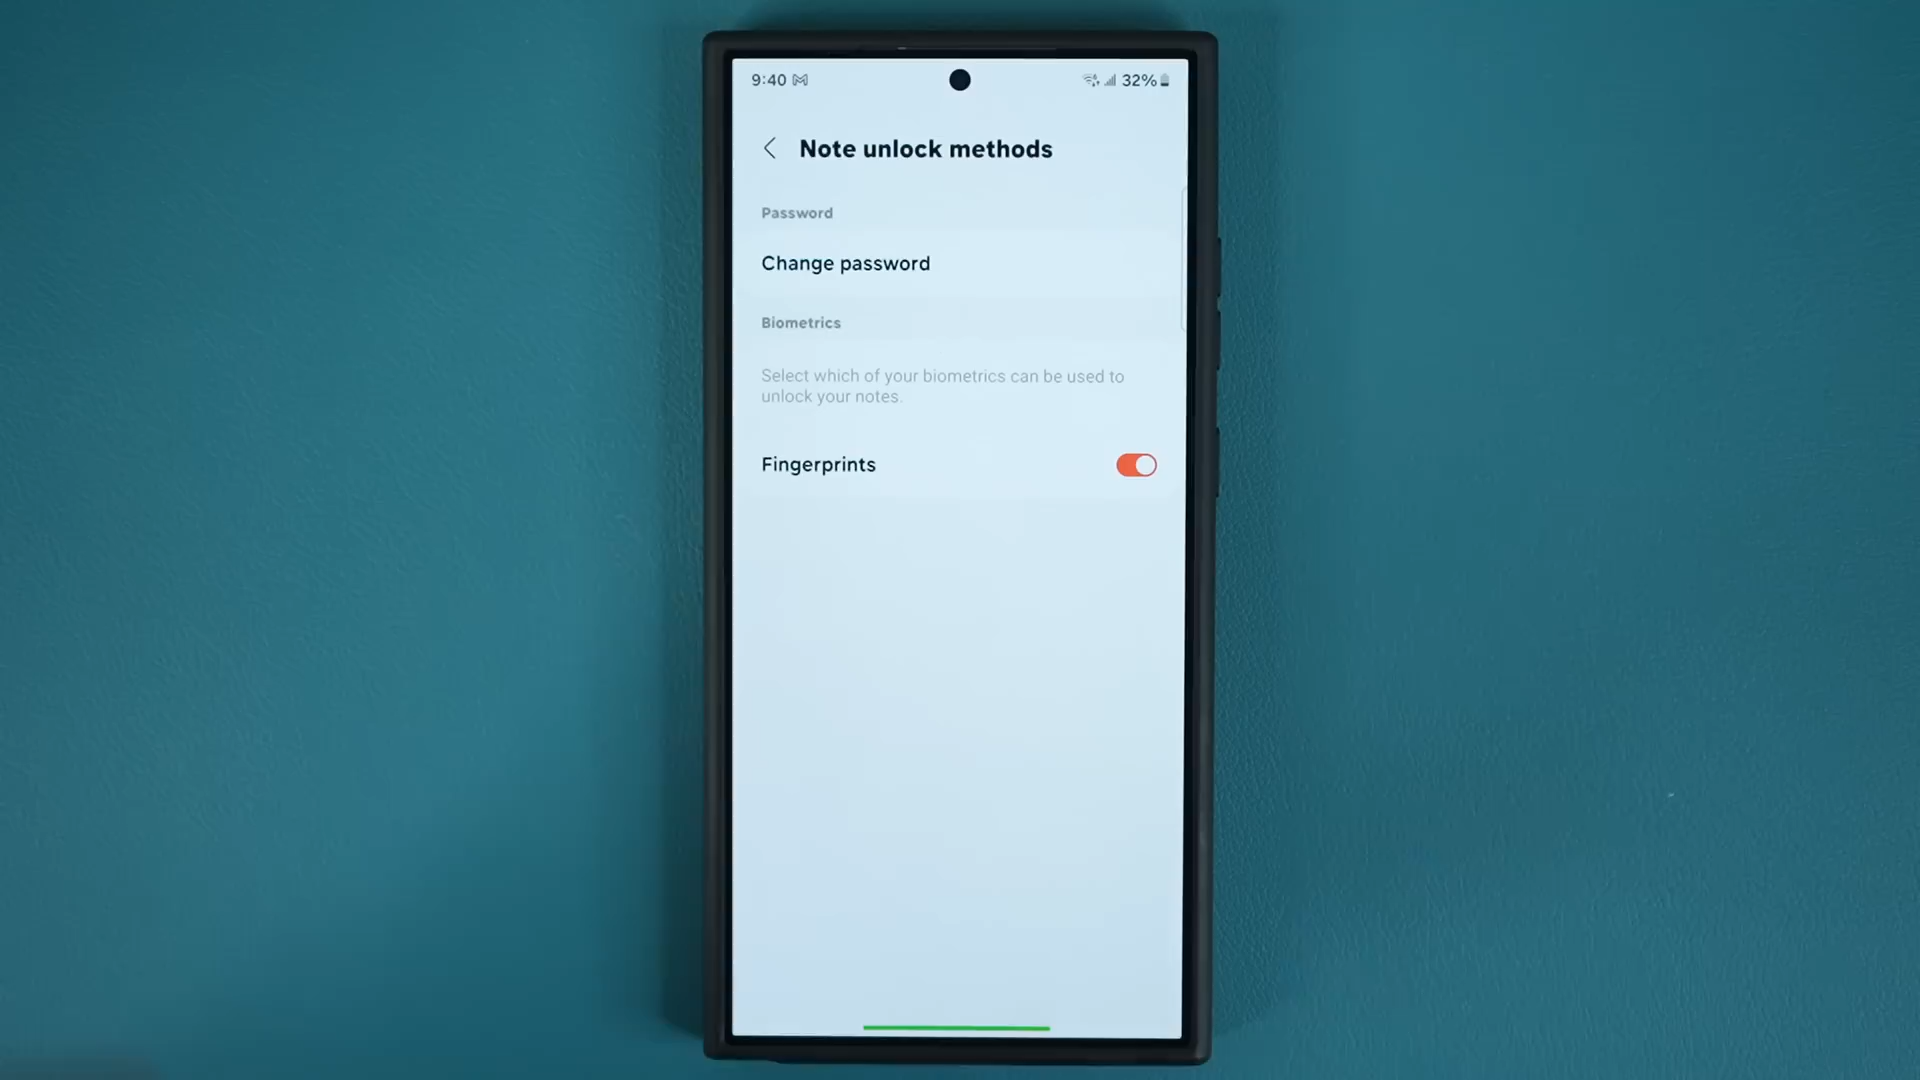 9:40
32%
Note unlock methods
Password
Change password
Biometrics
Select which of your biometrics can be used to
unlock your notes.
Fingerprints